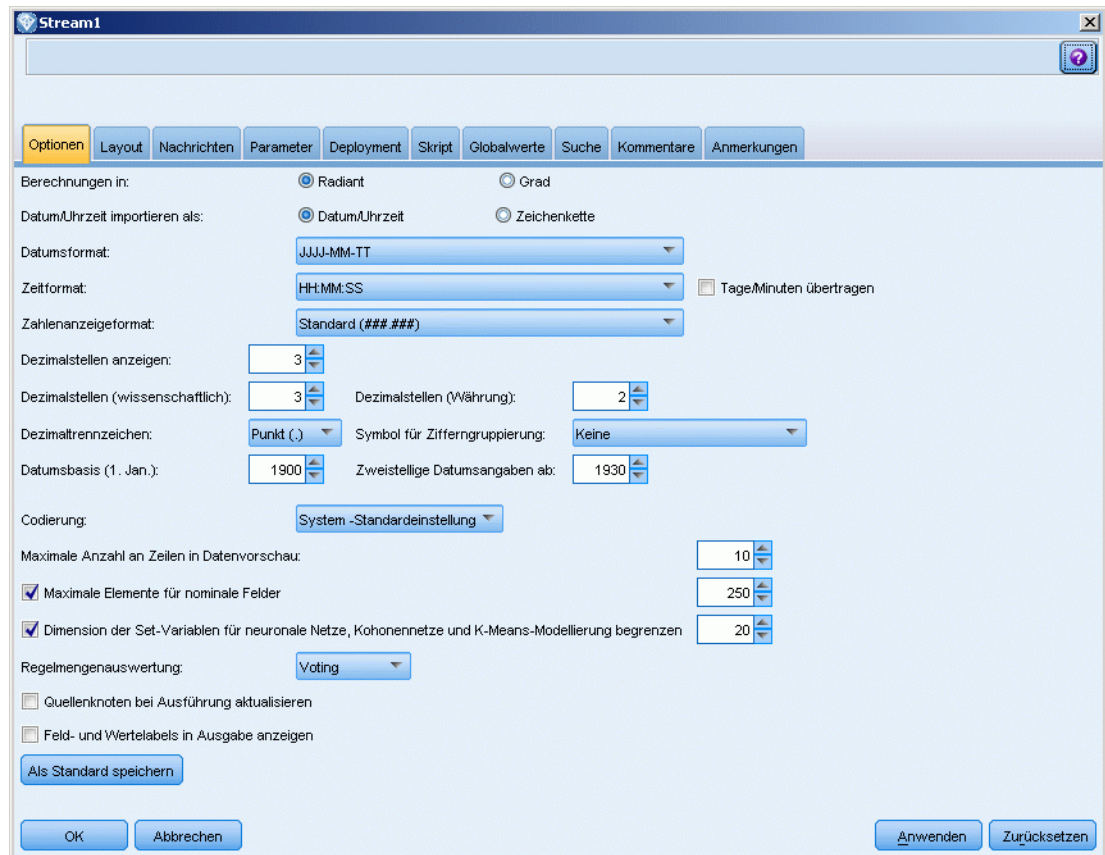 Stream1
Optionen Layout Nachrichten Parameter Deployment Skript Globalwerte Suche Kommentare Anmerkungen
Berechnungen in: Radiant Grad
Datum/Uhrzeit importieren als: Datum/Uhrzeit Zeichenkette
Datumsformat: JJJJ-MM-TT
Zeitformat: HH:MM:SS Tage/Minuten übertragen
Zahlenanzeigeformat: Standard (###.###)
Dezimalstellen anzeigen: 3
Dezimalstellen (wissenschaftlich): 3 Dezimalstellen (Währung): 2
Dezimaltrennzeichen: Punkt (.) Symbol für Zifferngruppierung: Keine
Datumsbasis (1. Jan.): 1900 Zweistellige Datumsangaben ab: 1930
Codierung: System -Standardeinstellung
Maximale Anzahl an Zeilen in Datenvorschau: 10
Maximale Elemente für nominale Felder 250
Dimension der Set-Variablen für neuronale Netze, Kohonennetze und K-Means-Modellierung begrenzen 20
Regelmengenauswertung: Voting
Quellenknoten bei Ausführung aktualisieren
Feld- und Wertelabels in Ausgabe anzeigen
Als Standard speichern
OK Abbrechen Anwenden Zurücksetzen